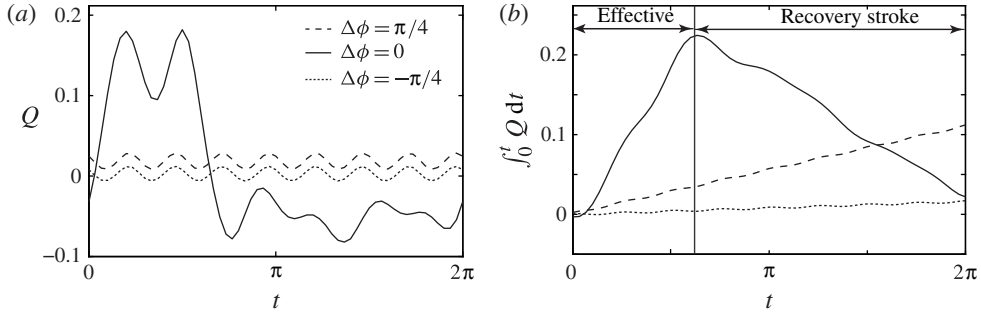 (a)
0.2
0.1
0
–0.1
Q
Δϕ = π/4
Δϕ = 0
Δϕ = –π/4
0
π
2π
t
(b)
Effective
Recovery stroke
0.2
0.1
0
∫₀ᵗ Q dt
0
π
2π
t